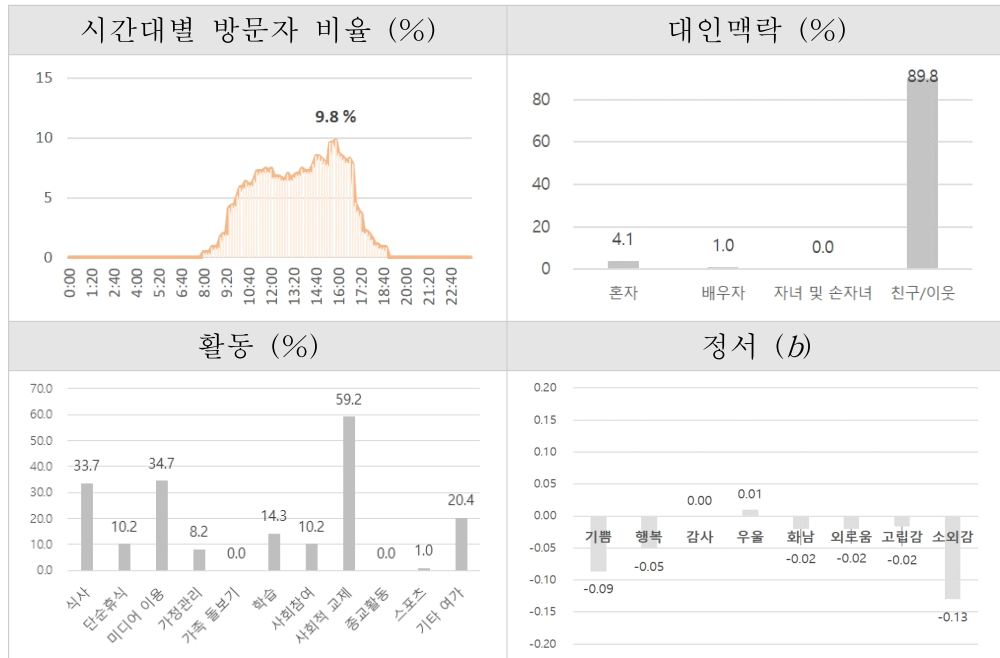 시간대별 방문자 비율 (%)
15
10
5
0
9.8 %
0:00 1:20 2:40 4:00 5:20 6:40 8:00 9:20 10:40 12:00 13:20 14:40 16:00 17:20 18:40 20:00 21:20 22:40
대인맥락 (%)
80
60
40
20
0
4.1 1.0 0.0 89.8
혼자 배우자 자녀 및 손자녀 친구/이웃
활동 (%)
70.0
60.0
50.0
40.0
30.0
20.0
10.0
0.0
33.7 10.2 34.7 8.2 0.0 14.3 10.2 59.2 0.0 1.0 20.4
식사 단순휴식 미디어 이용 가정관리 가족 돌보기 학습 사회참여 사회적 교제 종교활동 스포츠 기타 여가
정서 (b)
0.20
0.15
0.10
0.05
0.00
-0.05
-0.10
-0.15
-0.20
0.00 0.01
기쁨 행복 감사 우울 화남 외로움 고립감 소외감
-0.09 -0.05 -0.02 -0.02 -0.02 -0.13